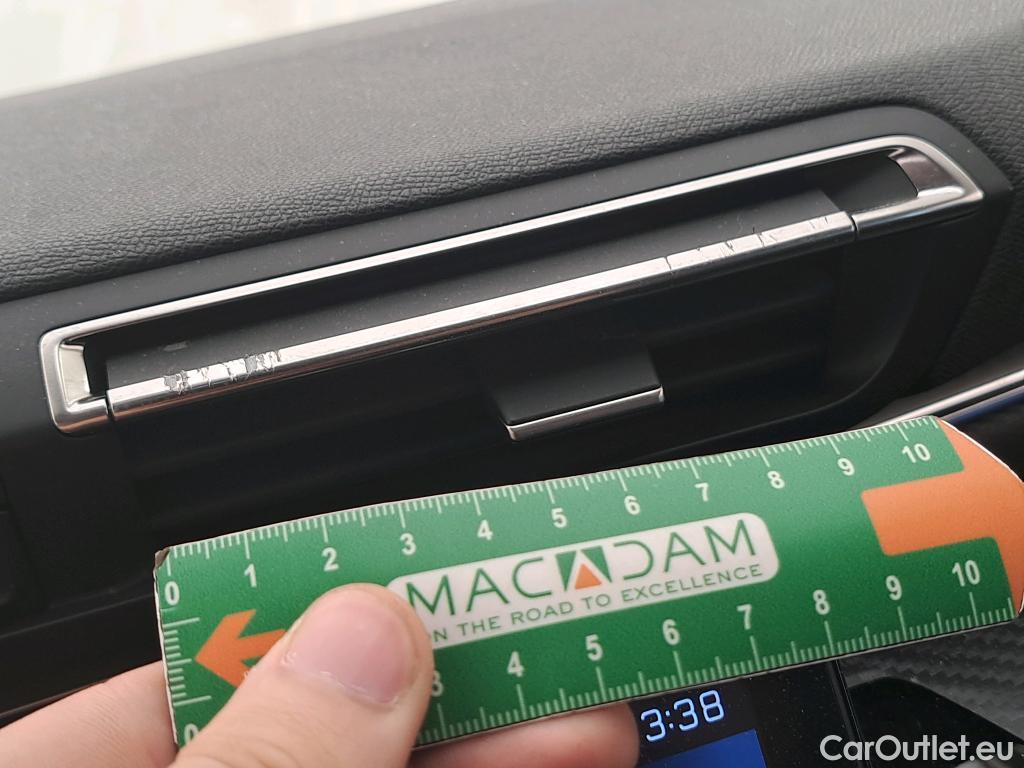 0 1 2 3 4 5 6 7 8 9 10
MACADAM
ON THE ROAD TO EXCELLENCE
0 3 4 5 6 7 8 9 10
3:38
CarOutlet.eu